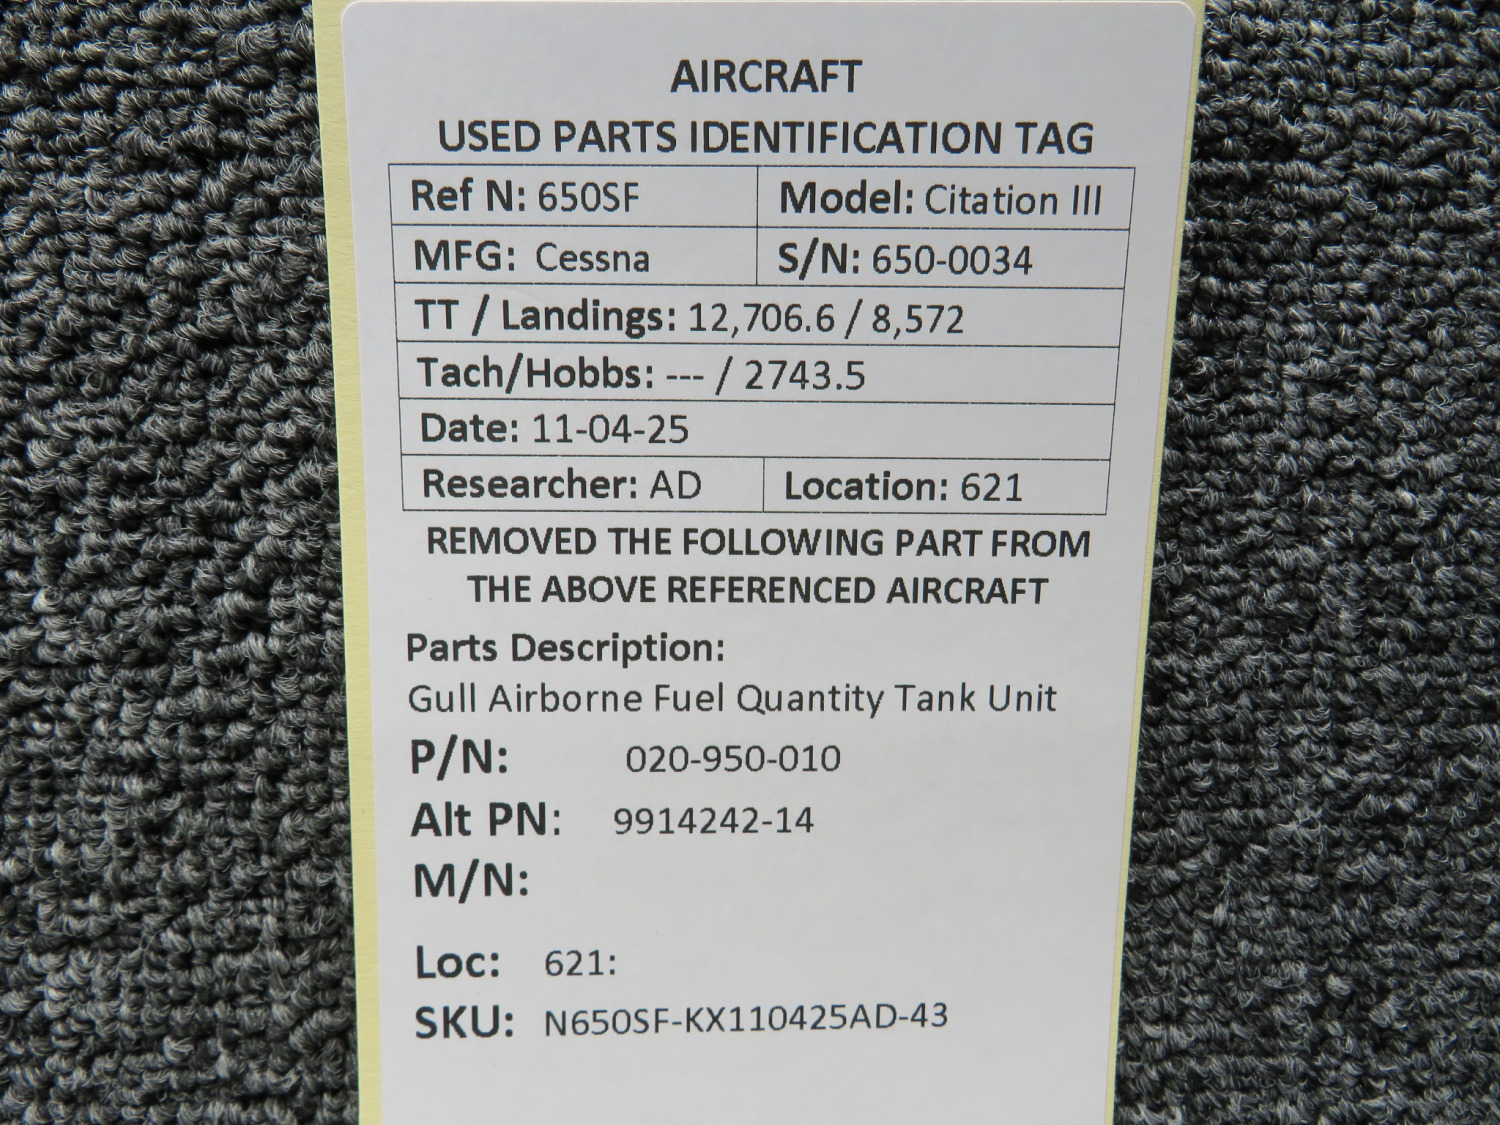 AIRCRAFT
USED PARTS IDENTIFICATION TAG
Ref N: 650SF Model: Citation III
MFG: Cessna S/N: 650-0034
TT / Landings: 12,706.6 / 8,572
Tach/Hobbs: --- / 2743.5
Date: 11-04-25
Researcher: AD Location: 621
REMOVED THE FOLLOWING PART FROM
THE ABOVE REFERENCED AIRCRAFT
Parts Description:
Gull Airborne Fuel Quantity Tank Unit
P/N: 020-950-010
Alt PN: 9914242-14
M/N:
Loc: 621:
SKU: N650SF-KX110425AD-43